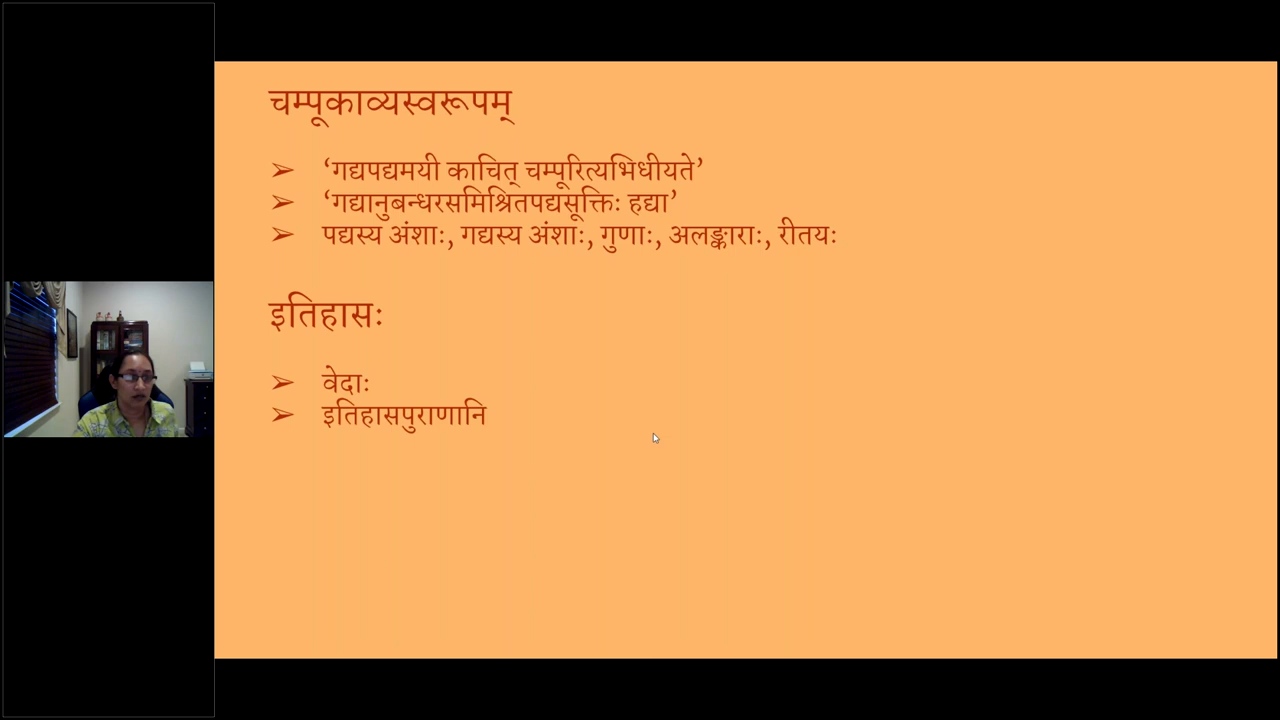 चम्पूकाव्यस्वरूपम्
➢ ‘गद्यपद्यमयी काचित् चम्पूरित्यभिधीयते’
➢ ‘गद्यानुबन्धरसमिश्रितपद्यसूक्तिः हृद्या’
➢ पद्यस्य अंशाः, गद्यस्य अंशाः, गुणाः, अलङ्काराः, रीतयः
इतिहासः
➢ वेदाः
➢ इतिहासपुराणानि